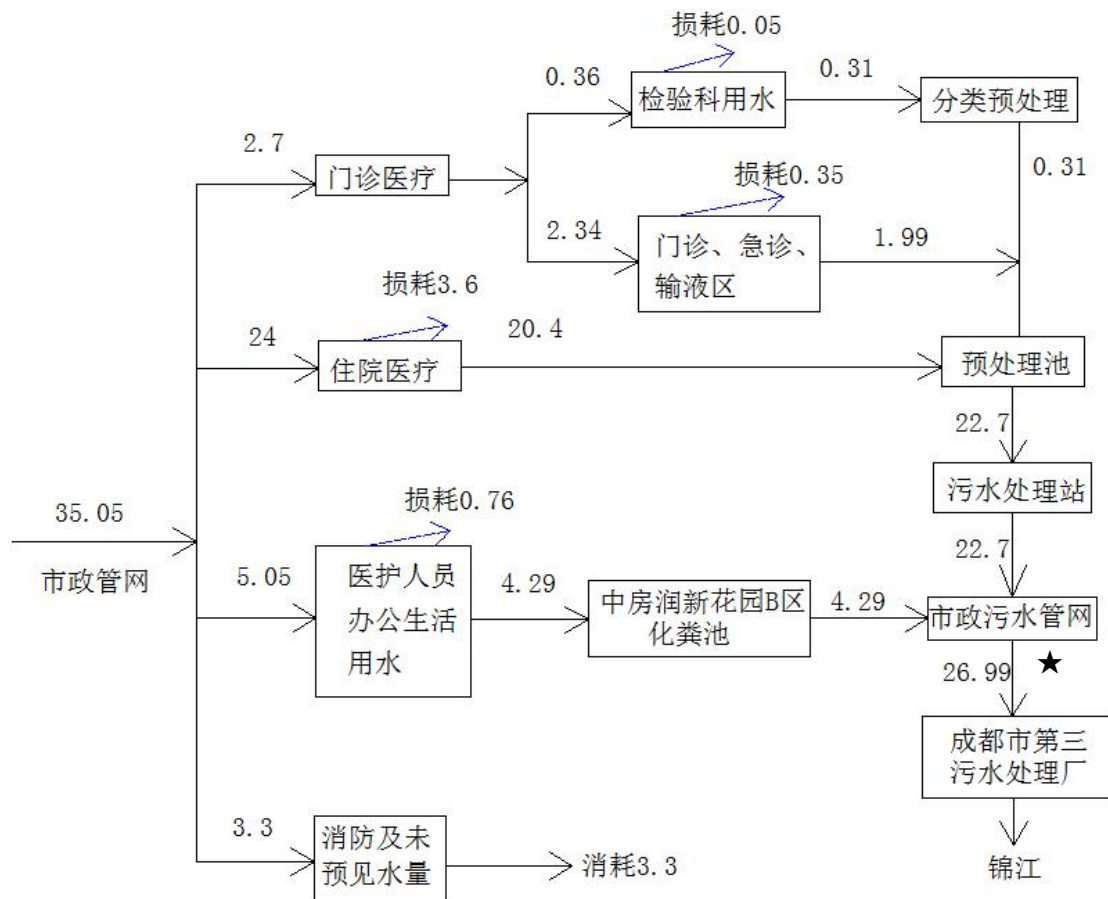 损耗0.05
0.36
检验科用水
0.31
分类预处理
2.7
门诊医疗
损耗0.35
0.31
2.34
门诊、急诊、
输液区
1.99
损耗3.6
24
住院医疗
20.4
预处理池
22.7
污水处理站
35.05
市政管网
损耗0.76
5.05
医护人员
办公生活
用水
4.29
中房润新花园B区
化粪池
4.29
22.7
市政污水管网
26.99
★
成都市第三
污水处理厂
3.3
消防及未
预见水量
消耗3.3
锦江